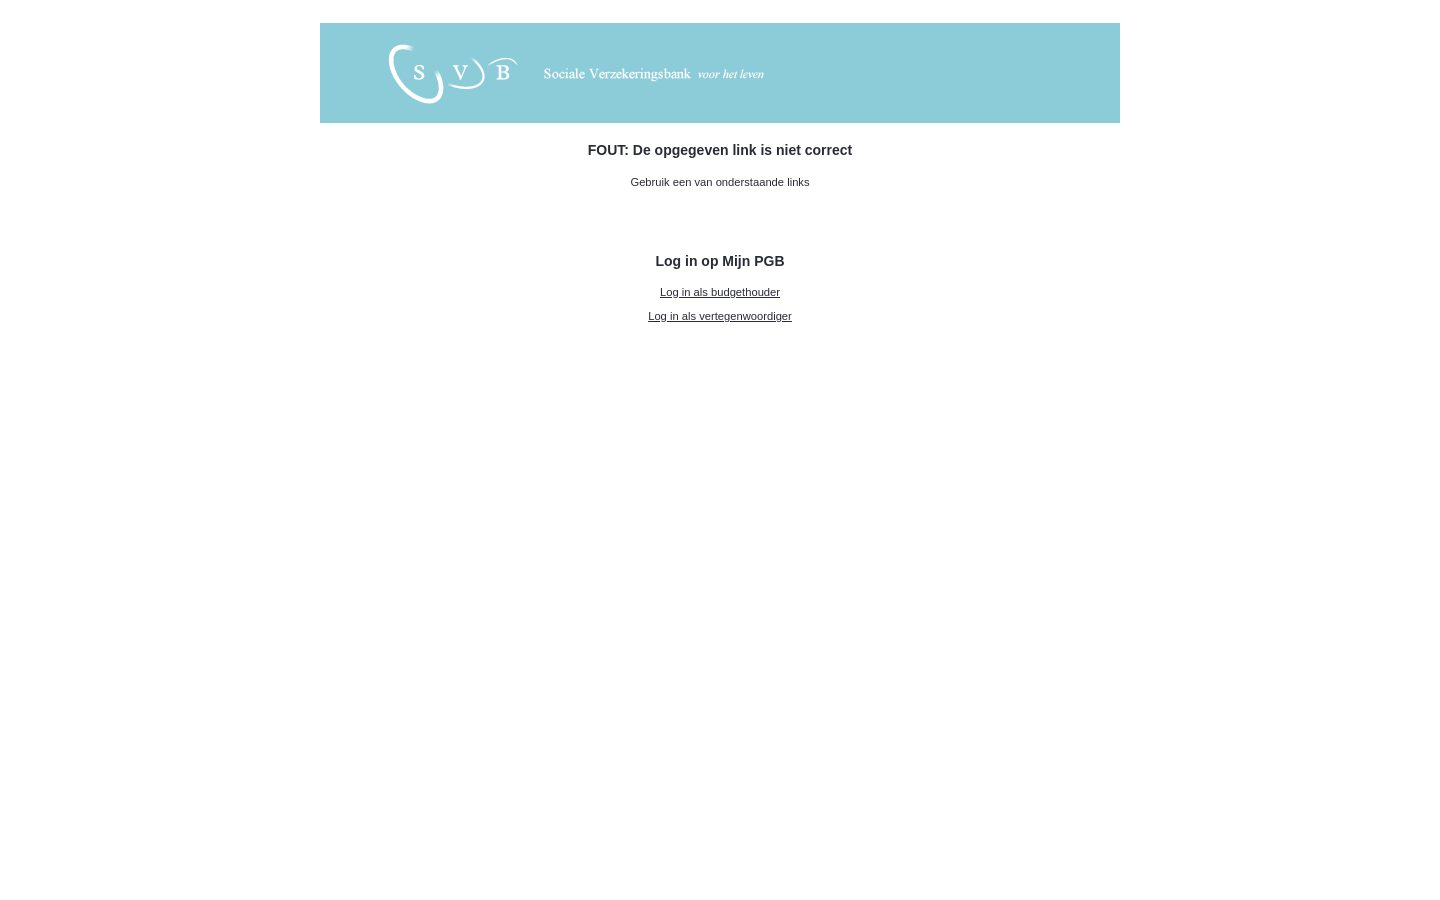 S V B Sociale Verzekeringsbank voor het leven
FOUT: De opgegeven link is niet correct
Gebruik een van onderstaande links
Log in op Mijn PGB
Log in als budgethouder
Log in als vertegenwoordiger